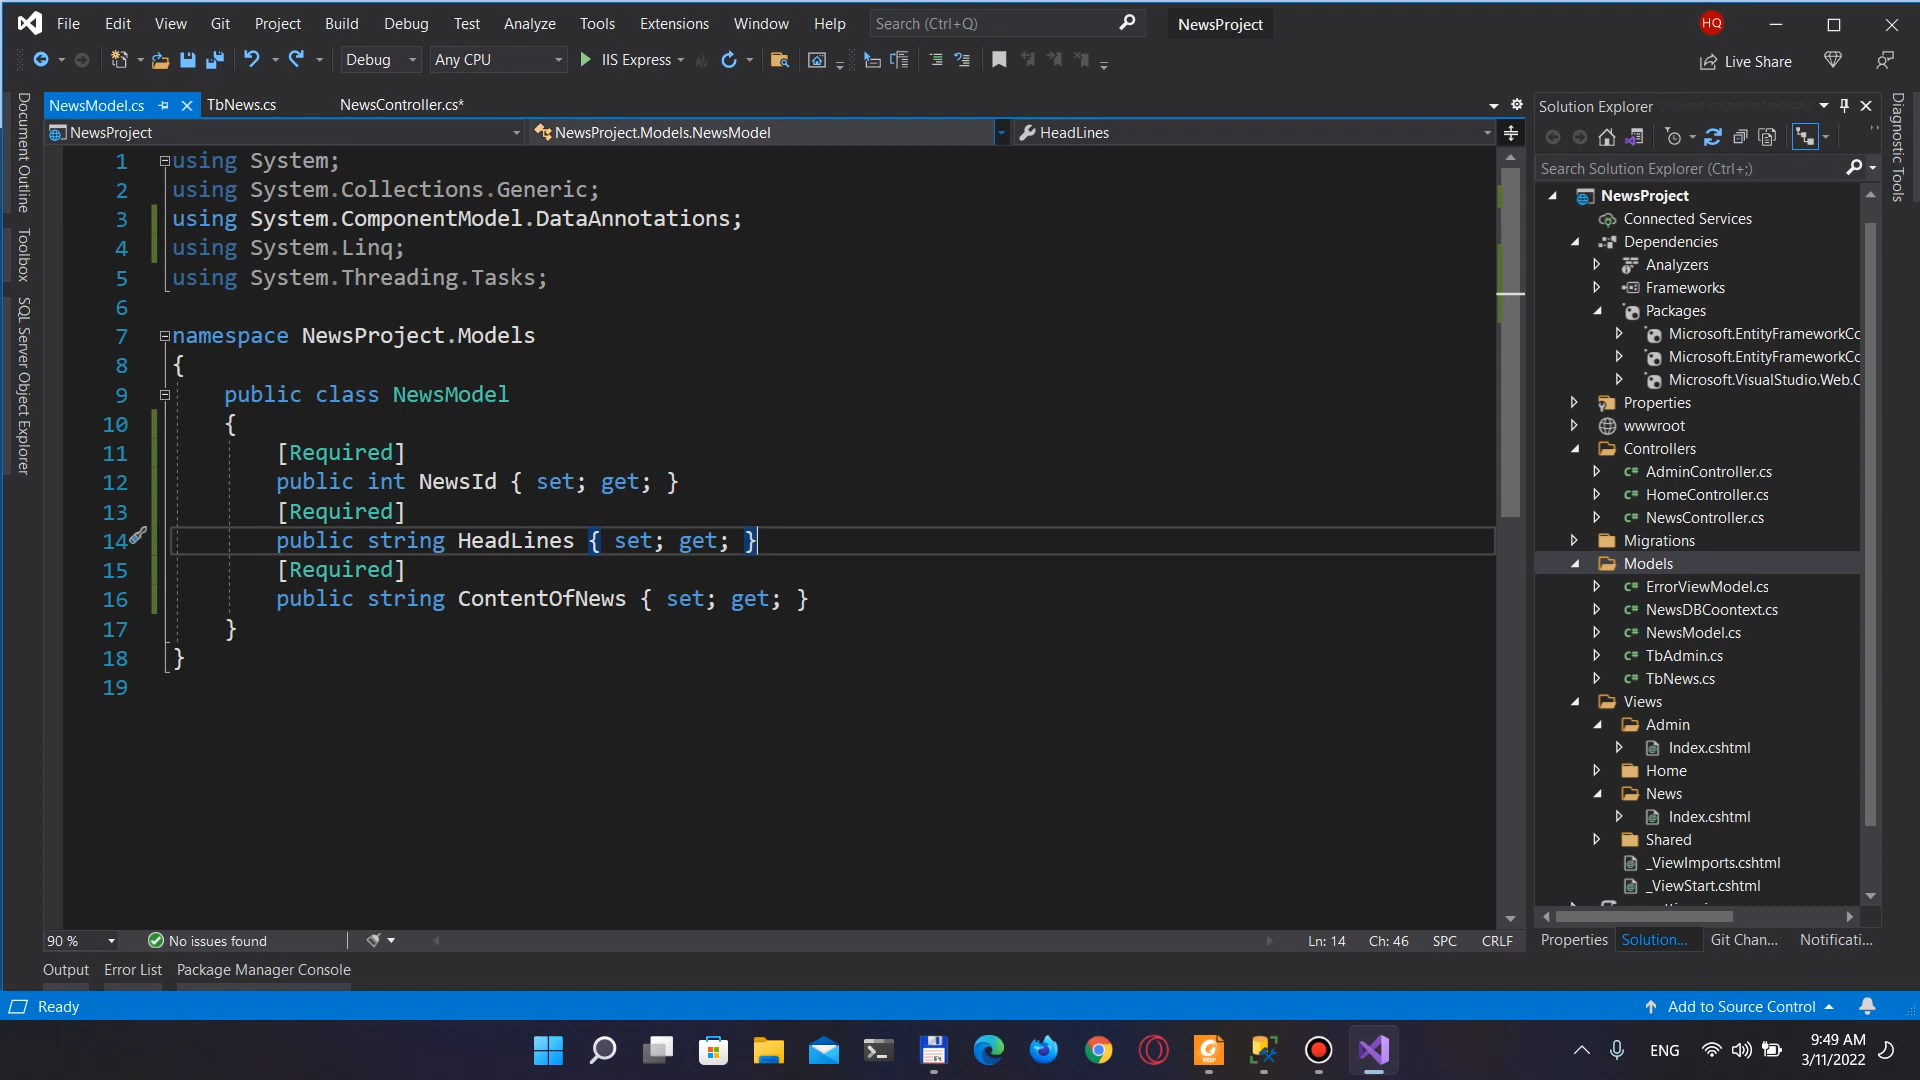 File Edit View Git Project Build Debug Test Analyze Tools Extensions Window Help Search (Ctrl+Q) NewsProject HQ
Debug Any CPU IIS Express Live Share
NewsModel.cs TbNews.cs NewsController.cs*
NewsProject NewsProject.Models.NewsModel HeadLines
Document Outline
Toolbox
SQL Server Object Explorer
1 using System;
2 using System.Collections.Generic;
3 using System.ComponentModel.DataAnnotations;
4 using System.Linq;
5 using System.Threading.Tasks;
6
7 namespace NewsProject.Models
8 {
9 public class NewsModel
10 {
11 [Required]
12 public int NewsId { set; get; }
13 [Required]
14 public string HeadLines { set; get; }
15 [Required]
16 public string ContentOfNews { set; get; }
17 }
18 }
19
90 % No issues found Ln: 14 Ch: 46 SPC CRLF
Solution Explorer
Search Solution Explorer (Ctrl+;)
NewsProject
Connected Services
Dependencies
Analyzers
Frameworks
Packages
Microsoft.EntityFrameworkCo
Microsoft.EntityFrameworkCo
Microsoft.VisualStudio.Web.C
Properties
wwwroot
Controllers
AdminController.cs
HomeController.cs
NewsController.cs
Migrations
Models
ErrorViewModel.cs
NewsDBCoontext.cs
NewsModel.cs
TbAdmin.cs
TbNews.cs
Views
Admin
Index.cshtml
Home
News
Index.cshtml
Shared
_ViewImports.cshtml
_ViewStart.cshtml
Properties Solution... Git Chan... Notificati...
Diagnostic Tools
Output Error List Package Manager Console
Ready Add to Source Control
ENG 9:49 AM
3/11/2022